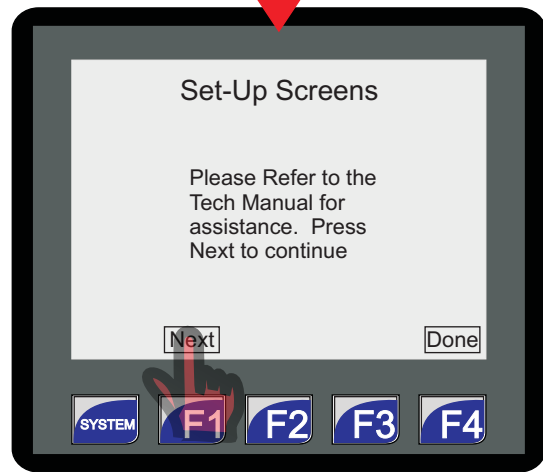 Set-Up Screens
Please Refer to the
Tech Manual for
assistance.  Press
Next to continue
Next
Done
SYSTEM
F1
F2
F3
F4